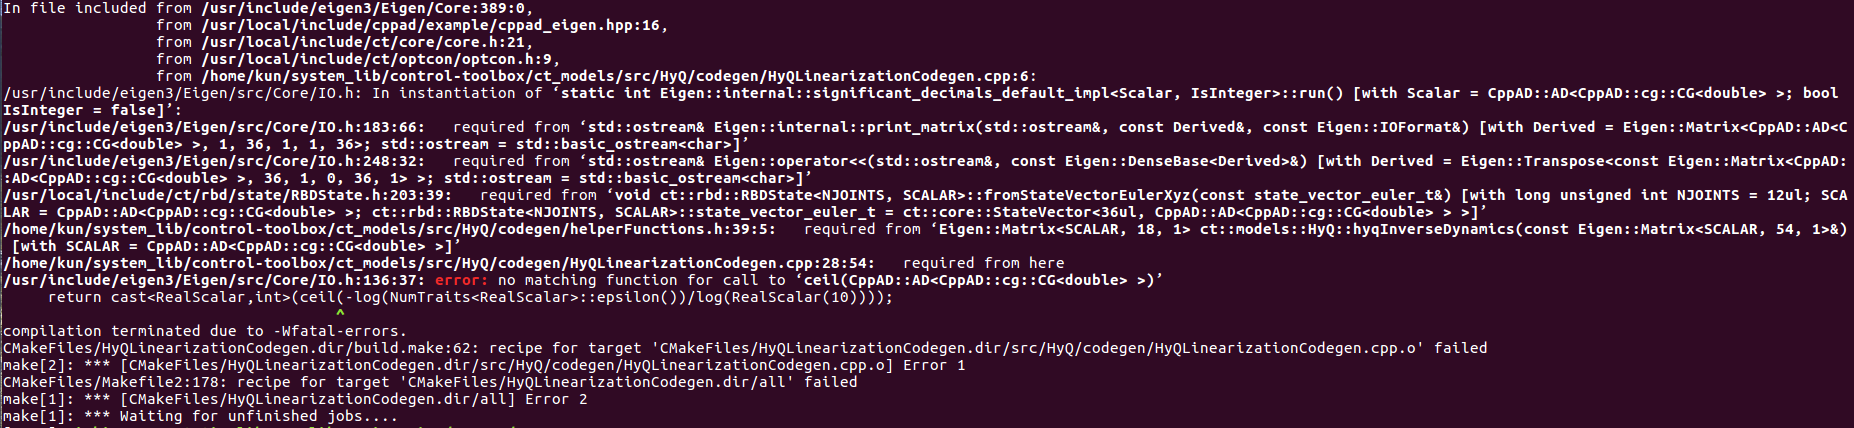 In file included from /usr/include/eigen3/Eigen/Core:389:0,
                 from /usr/local/include/cppad/example/cppad_eigen.hpp:16,
                 from /usr/local/include/ct/core/core.h:21,
                 from /usr/local/include/ct/optcon/optcon.h:9,
                 from /home/kun/system_lib/control-toolbox/ct_models/src/HyQ/codegen/HyQLinearizationCodegen.cpp:6:
/usr/include/eigen3/Eigen/src/Core/IO.h: In instantiation of ‘static int Eigen::internal::significant_decimals_default_impl<Scalar, IsInteger>::run() [with Scalar = CppAD::AD<CppAD::cg::CG<double> >; bool
IsInteger = false]’:
/usr/include/eigen3/Eigen/src/Core/IO.h:183:66:   required from ‘std::ostream& Eigen::internal::print_matrix(std::ostream&, const Derived&, const Eigen::IOFormat&) [with Derived = Eigen::Matrix<CppAD::AD<C
ppAD::cg::CG<double> >, 1, 36, 1, 1, 36>; std::ostream = std::basic_ostream<char>]’
/usr/include/eigen3/Eigen/src/Core/IO.h:248:32:   required from ‘std::ostream& Eigen::operator<<(std::ostream&, const Eigen::DenseBase<Derived>&) [with Derived = Eigen::Transpose<const Eigen::Matrix<CppAD:
:AD<CppAD::cg::CG<double> >, 36, 1, 0, 36, 1> >; std::ostream = std::basic_ostream<char>]’
/usr/local/include/ct/rbd/state/RBDState.h:203:39:   required from ‘void ct::rbd::RBDState<NJOINTS, SCALAR>::fromStateVectorEulerXyz(const state_vector_euler_t&) [with long unsigned int NJOINTS = 12ul; SCA
LAR = CppAD::AD<CppAD::cg::CG<double> >; ct::rbd::RBDState<NJOINTS, SCALAR>::state_vector_euler_t = ct::core::StateVector<36ul, CppAD::AD<CppAD::cg::CG<double> > >]’
/home/kun/system_lib/control-toolbox/ct_models/src/HyQ/codegen/helperFunctions.h:39:5:   required from ‘Eigen::Matrix<SCALAR, 18, 1> ct::models::HyQ::hyqInverseDynamics(const Eigen::Matrix<SCALAR, 54, 1>&)
 [with SCALAR = CppAD::AD<CppAD::cg::CG<double> >]’
/home/kun/system_lib/control-toolbox/ct_models/src/HyQ/codegen/HyQLinearizationCodegen.cpp:28:54:   required from here
/usr/include/eigen3/Eigen/src/Core/IO.h:136:37: error: no matching function for call to ‘ceil(CppAD::AD<CppAD::cg::CG<double> >)’
     return cast<RealScalar,int>(ceil(-log(NumTraits<RealScalar>::epsilon())/log(RealScalar(10))));
                                     ^
compilation terminated due to -Wfatal-errors.
CMakeFiles/HyQLinearizationCodegen.dir/build.make:62: recipe for target 'CMakeFiles/HyQLinearizationCodegen.dir/src/HyQ/codegen/HyQLinearizationCodegen.cpp.o' failed
make[2]: *** [CMakeFiles/HyQLinearizationCodegen.dir/src/HyQ/codegen/HyQLinearizationCodegen.cpp.o] Error 1
CMakeFiles/Makefile2:178: recipe for target 'CMakeFiles/HyQLinearizationCodegen.dir/all' failed
make[1]: *** [CMakeFiles/HyQLinearizationCodegen.dir/all] Error 2
make[1]: *** Waiting for unfinished jobs....